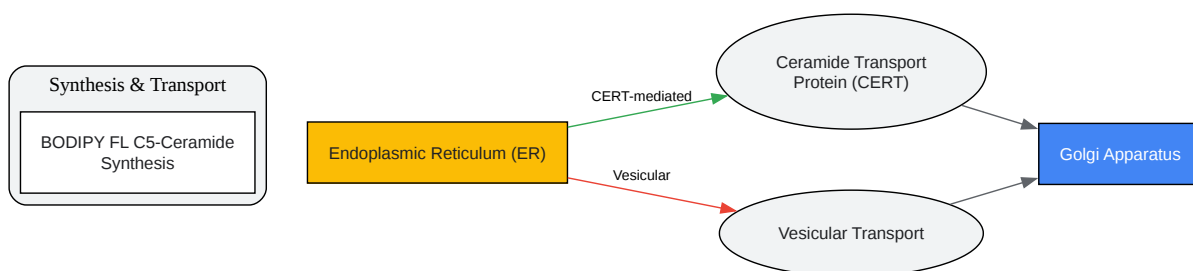 Synthesis & Transport
BODIPY FL C5-Ceramide
Synthesis
Endoplasmic Reticulum (ER)
CERT-mediated
Vesicular
Ceramide Transport
Protein (CERT)
Vesicular Transport
Golgi Apparatus